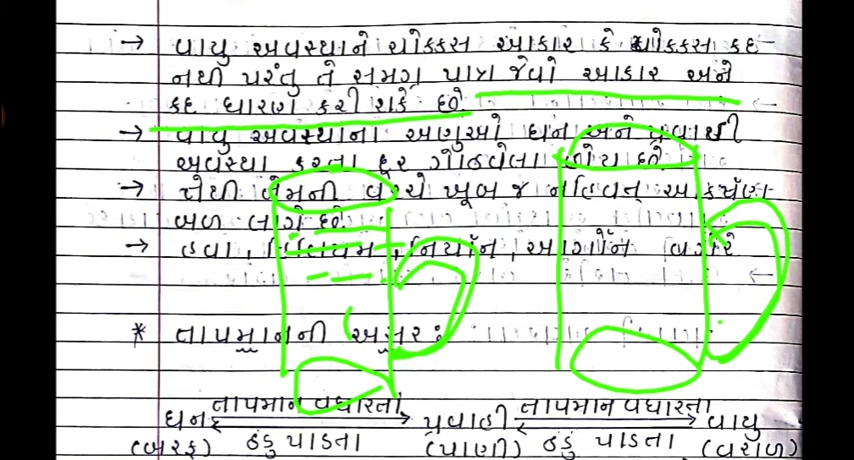 → વાયુ અવસ્થાને ચોક્કસ આકાર કે ચોક્કસ કદ
નથી પરંતુ તે સમગ્ર પાત્ર જેવો આકાર અને
કદ ધારણ કરી શકે છે.
→ વાયુ અવસ્થાના અણુઓ ઘન અને પ્રવાહી
અવસ્થા કરતા દૂર ગોઠવેલા હોય છે.
→ જેથી તેમની વચ્ચે ખૂબ જ નહિવત્ આકર્ષણ
બળ લાગે છે.
→ હવા, હિલિયમ, નિયૉન, આર્ગૉન વગેરે
* તાપમાનની અસર :
ઘન તાપમાન વધારતા પ્રવાહી તાપમાન વધારતા વાયુ
(બરફ) ઠંડુ પાડતા (પાણી) ઠંડુ પાડતા (વરાળ)